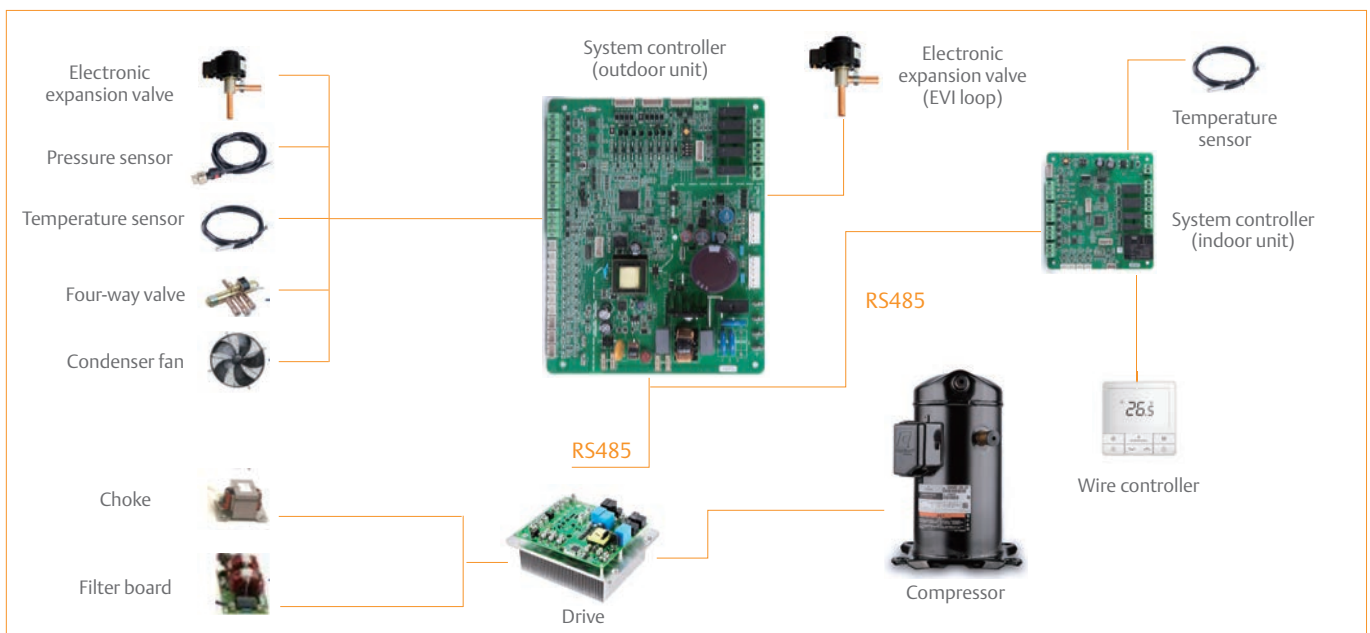 Electronic
expansion valve
Pressure sensor
Temperature sensor
Four-way valve
Condenser fan
Choke
Filter board
System controller
(outdoor unit)
RS485
Drive
Electronic
expansion valve
(EVI loop)
RS485
Compressor
Temperature
sensor
System controller
(indoor unit)
26.5
Wire controller